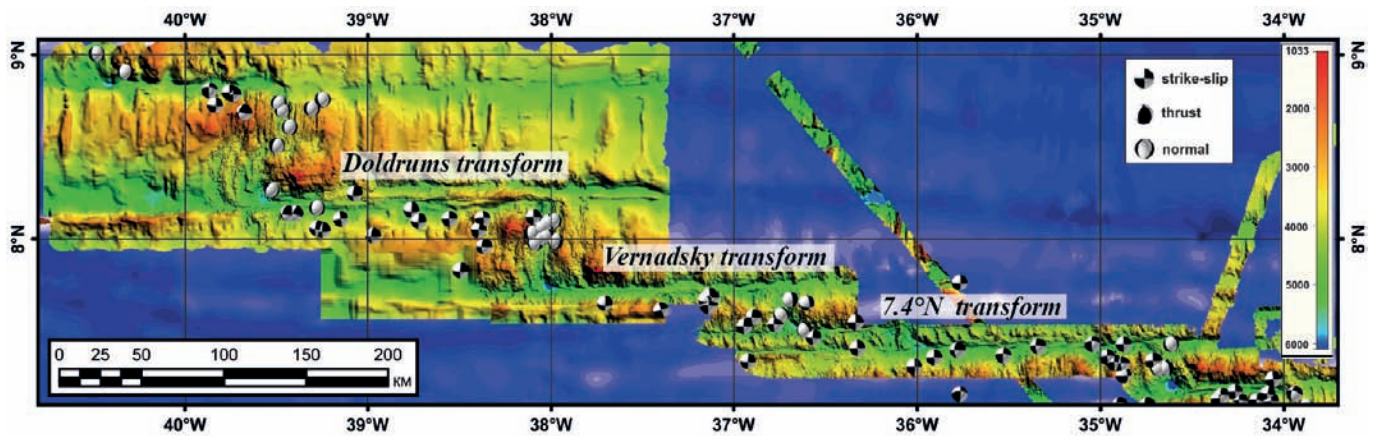 40°W 39°W 38°W 37°W 36°W 35°W 34°W
9°N
9°N
1033
2000
3000
4000
5000
6000
strike-slip
thrust
normal
Doldrums transform
8°N
8°N
Vernadsky transform
7.4°N transform
0 25 50 100 150 200
КМ
40°W 39°W 38°W 37°W 36°W 35°W 34°W